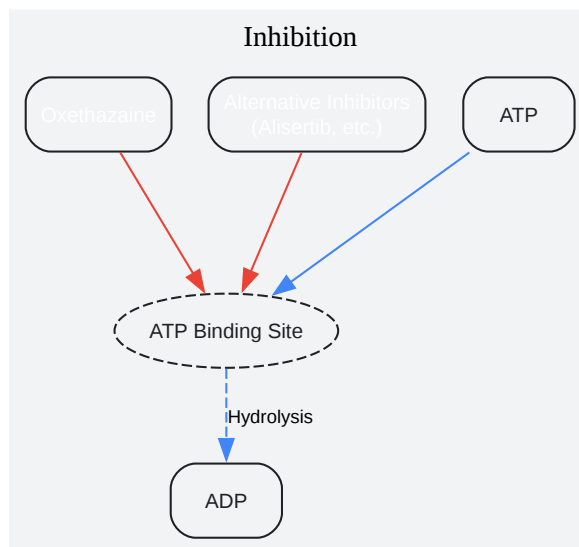 Inhibition
Oxethazaine
Alternative Inhibitors
(Alisertib, etc.)
ATP
ATP Binding Site
Hydrolysis
ADP